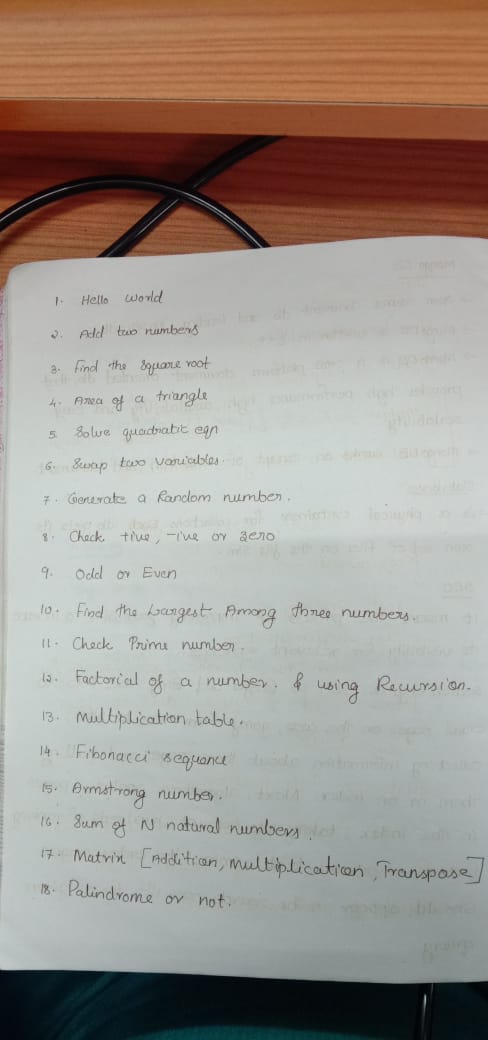 1. Hello world
2. Add two numbers
3. Find the Square root
4. Area of a triangle
5. Solve quadratic eqn
6. Swap two variables.
7. Generate a Random number.
8. Check +ive, -ive or zero
9. Odd or Even
10. Find the Largest Among three numbers.
11. Check Prime number.
12. Factorial of a number. & using Recursion.
13. Multiplication table.
14. Fibonacci sequence
15. Armstrong number.
16. Sum of N natural numbers.
17. Matrix [Addition, multiplication, Transpose]
18. Palindrome or not.